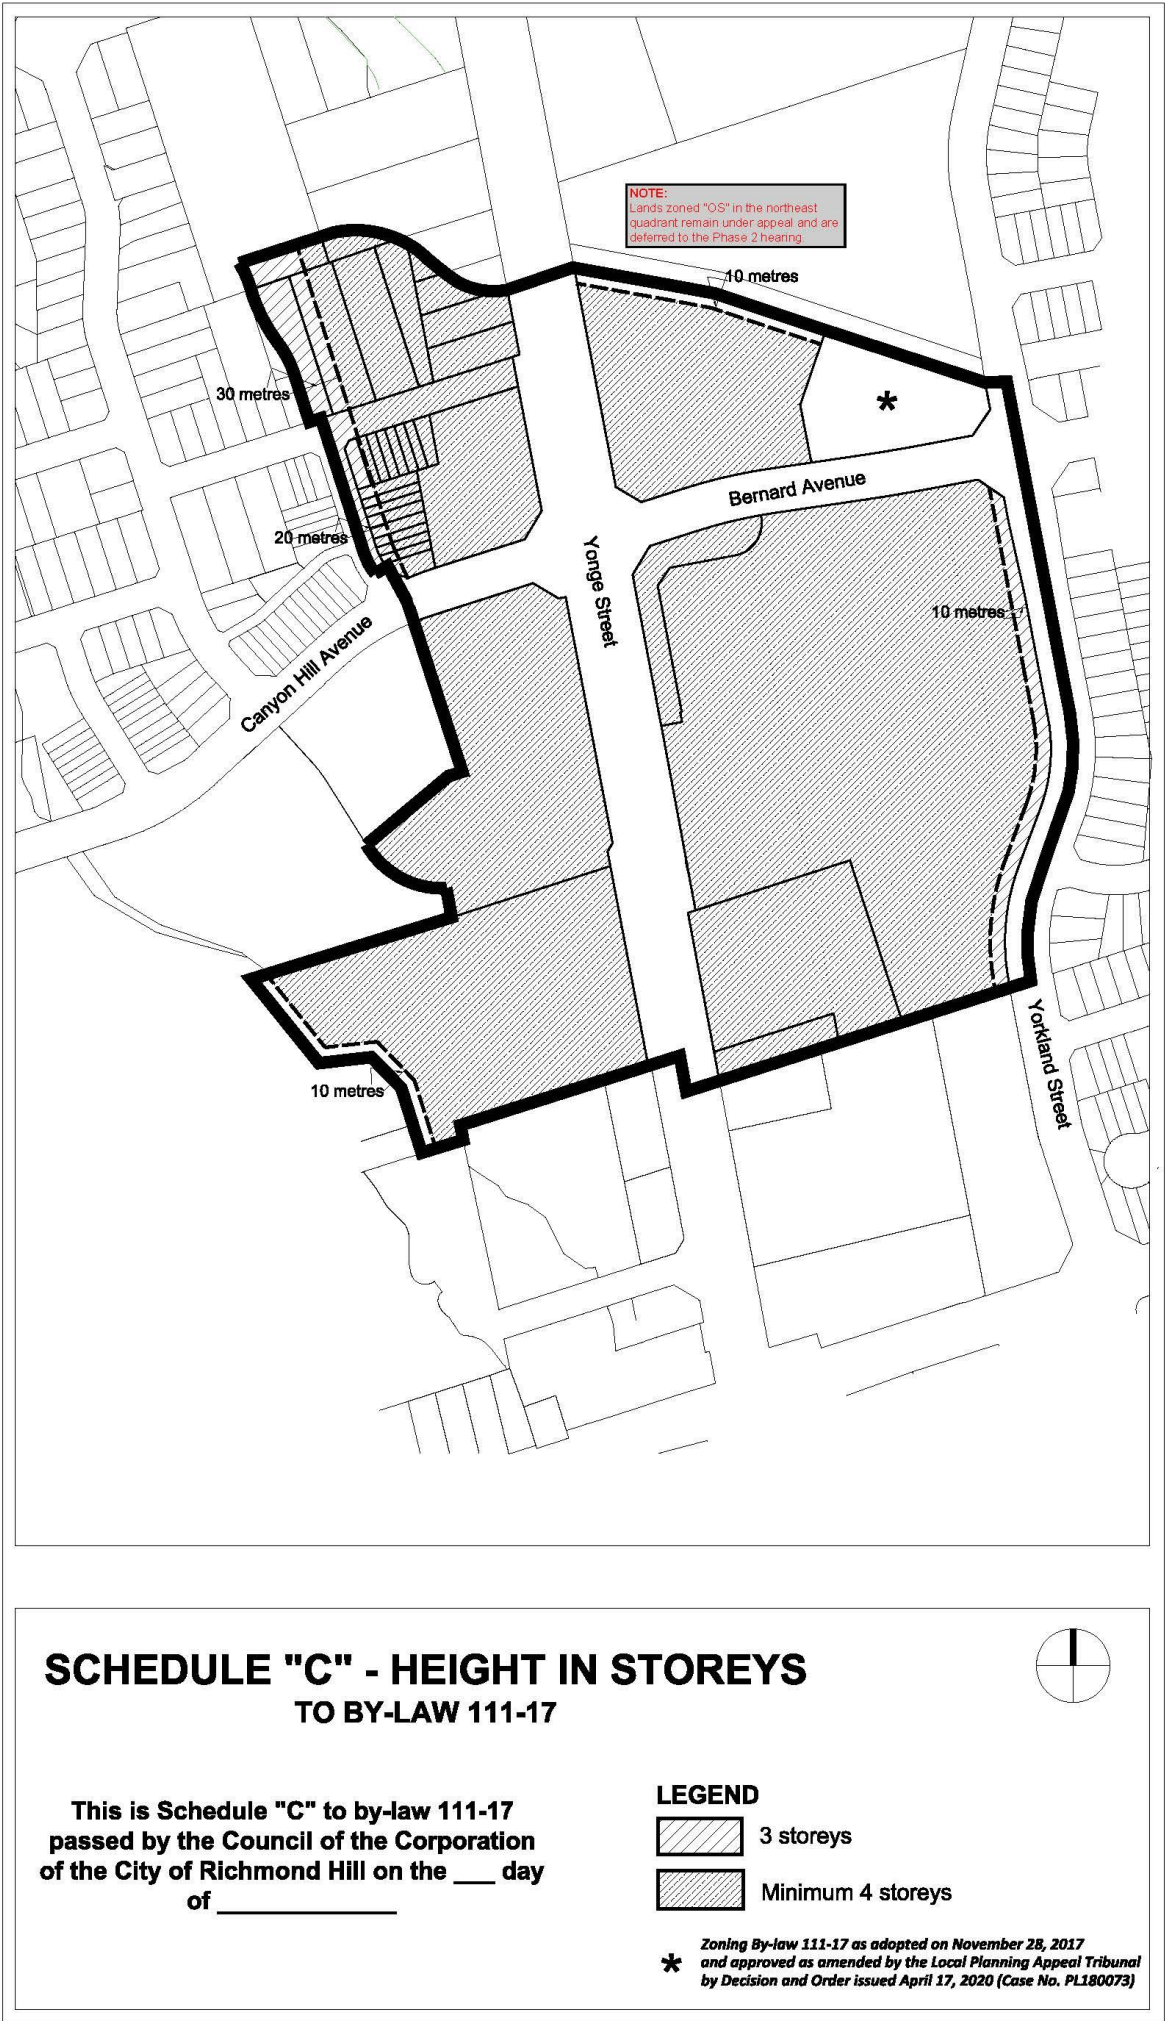 NOTE:
Lands zoned "OS" in the northeast
quadrant remain under appeal and are
deferred to the Phase 2 hearing.
10 metres
30 metres
*
Bernard Avenue
20 metres
Yonge Street
10 metres
Canyon Hill Avenue
10 metres
Yorkland Street
SCHEDULE "C" - HEIGHT IN STOREYS
TO BY-LAW 111-17
This is Schedule "C" to by-law 111-17
passed by the Council of the Corporation
of the City of Richmond Hill on the ___ day
of _____________
LEGEND
3 storeys
Minimum 4 storeys
* Zoning By-law 111-17 as adopted on November 28, 2017
and approved as amended by the Local Planning Appeal Tribunal
by Decision and Order issued April 17, 2020 (Case No. PL180073)